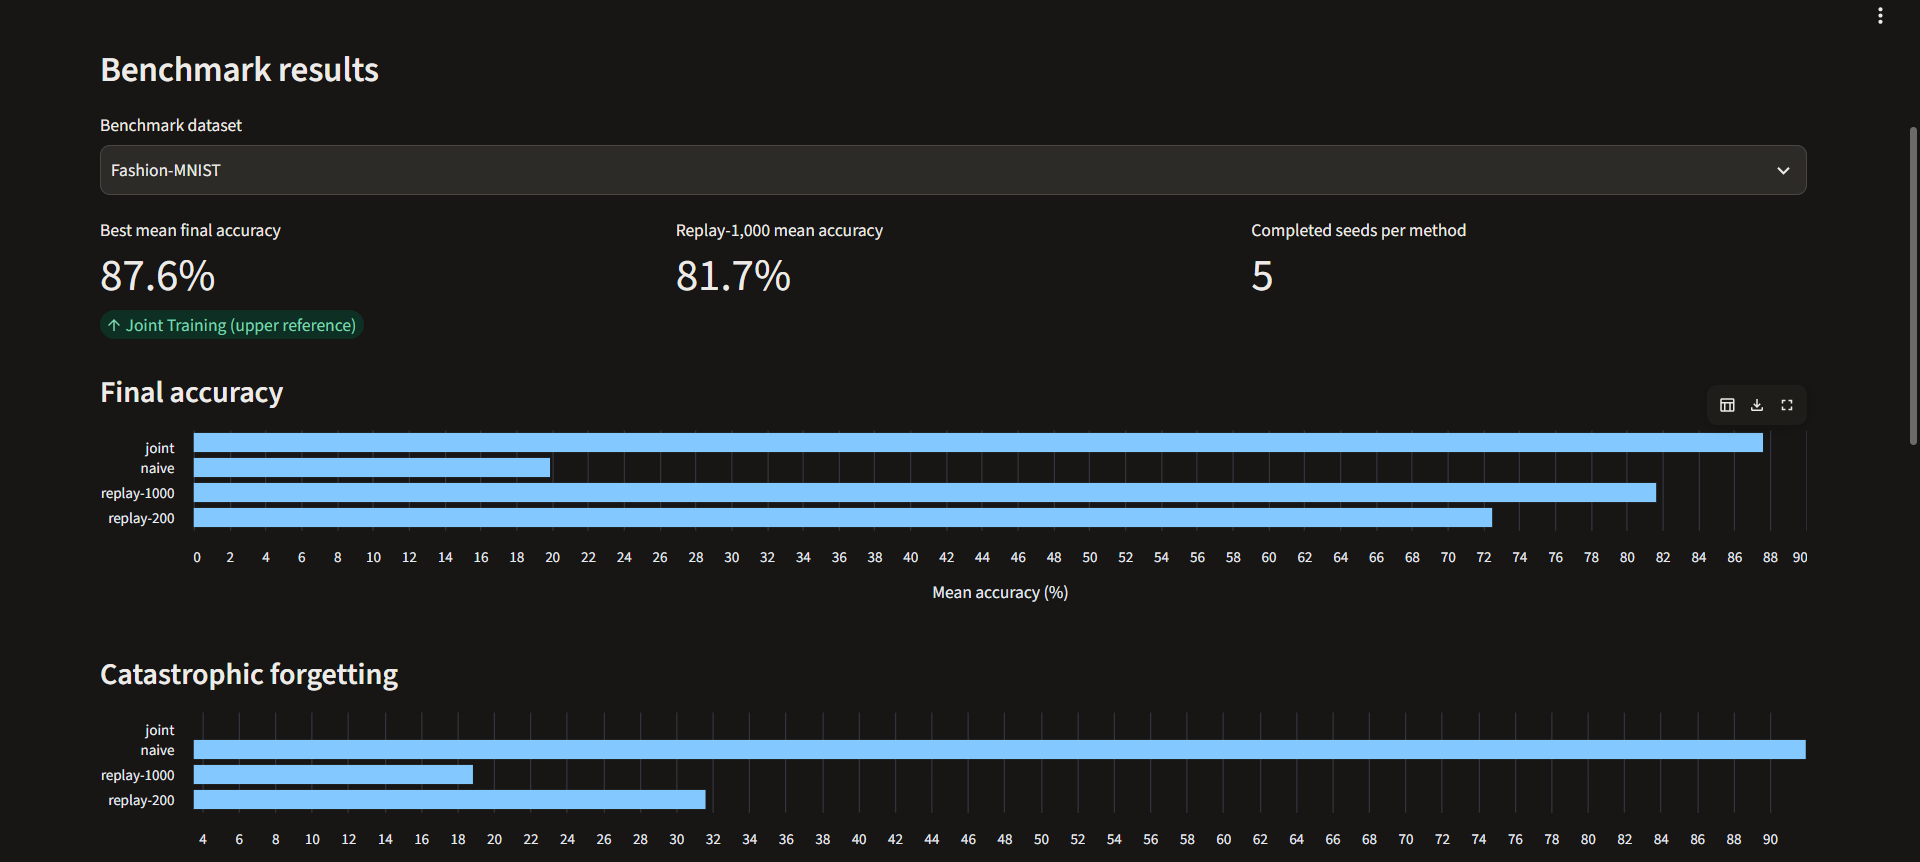 Benchmark results
Benchmark dataset
Fashion-MNIST
Best mean final accuracy
87.6%
↑ Joint Training (upper reference)
Replay-1,000 mean accuracy
81.7%
Completed seeds per method
5
Final accuracy
joint
naive
replay-1000
replay-200
0 2 4 6 8 10 12 14 16 18 20 22 24 26 28 30 32 34 36 38 40 42 44 46 48 50 52 54 56 58 60 62 64 66 68 70 72 74 76 78 80 82 84 86 88 90
Mean accuracy (%)
Catastrophic forgetting
joint
naive
replay-1000
replay-200
4 6 8 10 12 14 16 18 20 22 24 26 28 30 32 34 36 38 40 42 44 46 48 50 52 54 56 58 60 62 64 66 68 70 72 74 76 78 80 82 84 86 88 90